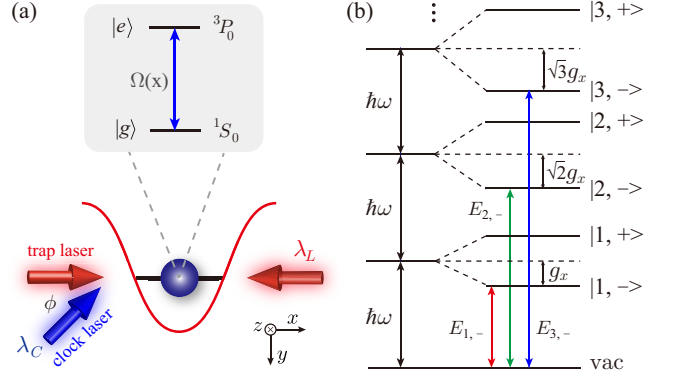 (a)
|e⟩ ³P₀
Ω(x)
|g⟩ ¹S₀
trap laser
λ_L
ϕ
λ_C
clock laser
z x
y
(b)
⋮
|3, +>
ħω
√3g_x
|3, −>
|2, +>
ħω
√2g_x
|2, −>
E_{2,−}
|1, +>
ħω
g_x
|1, −>
E_{1,−}
E_{3,−}
vac